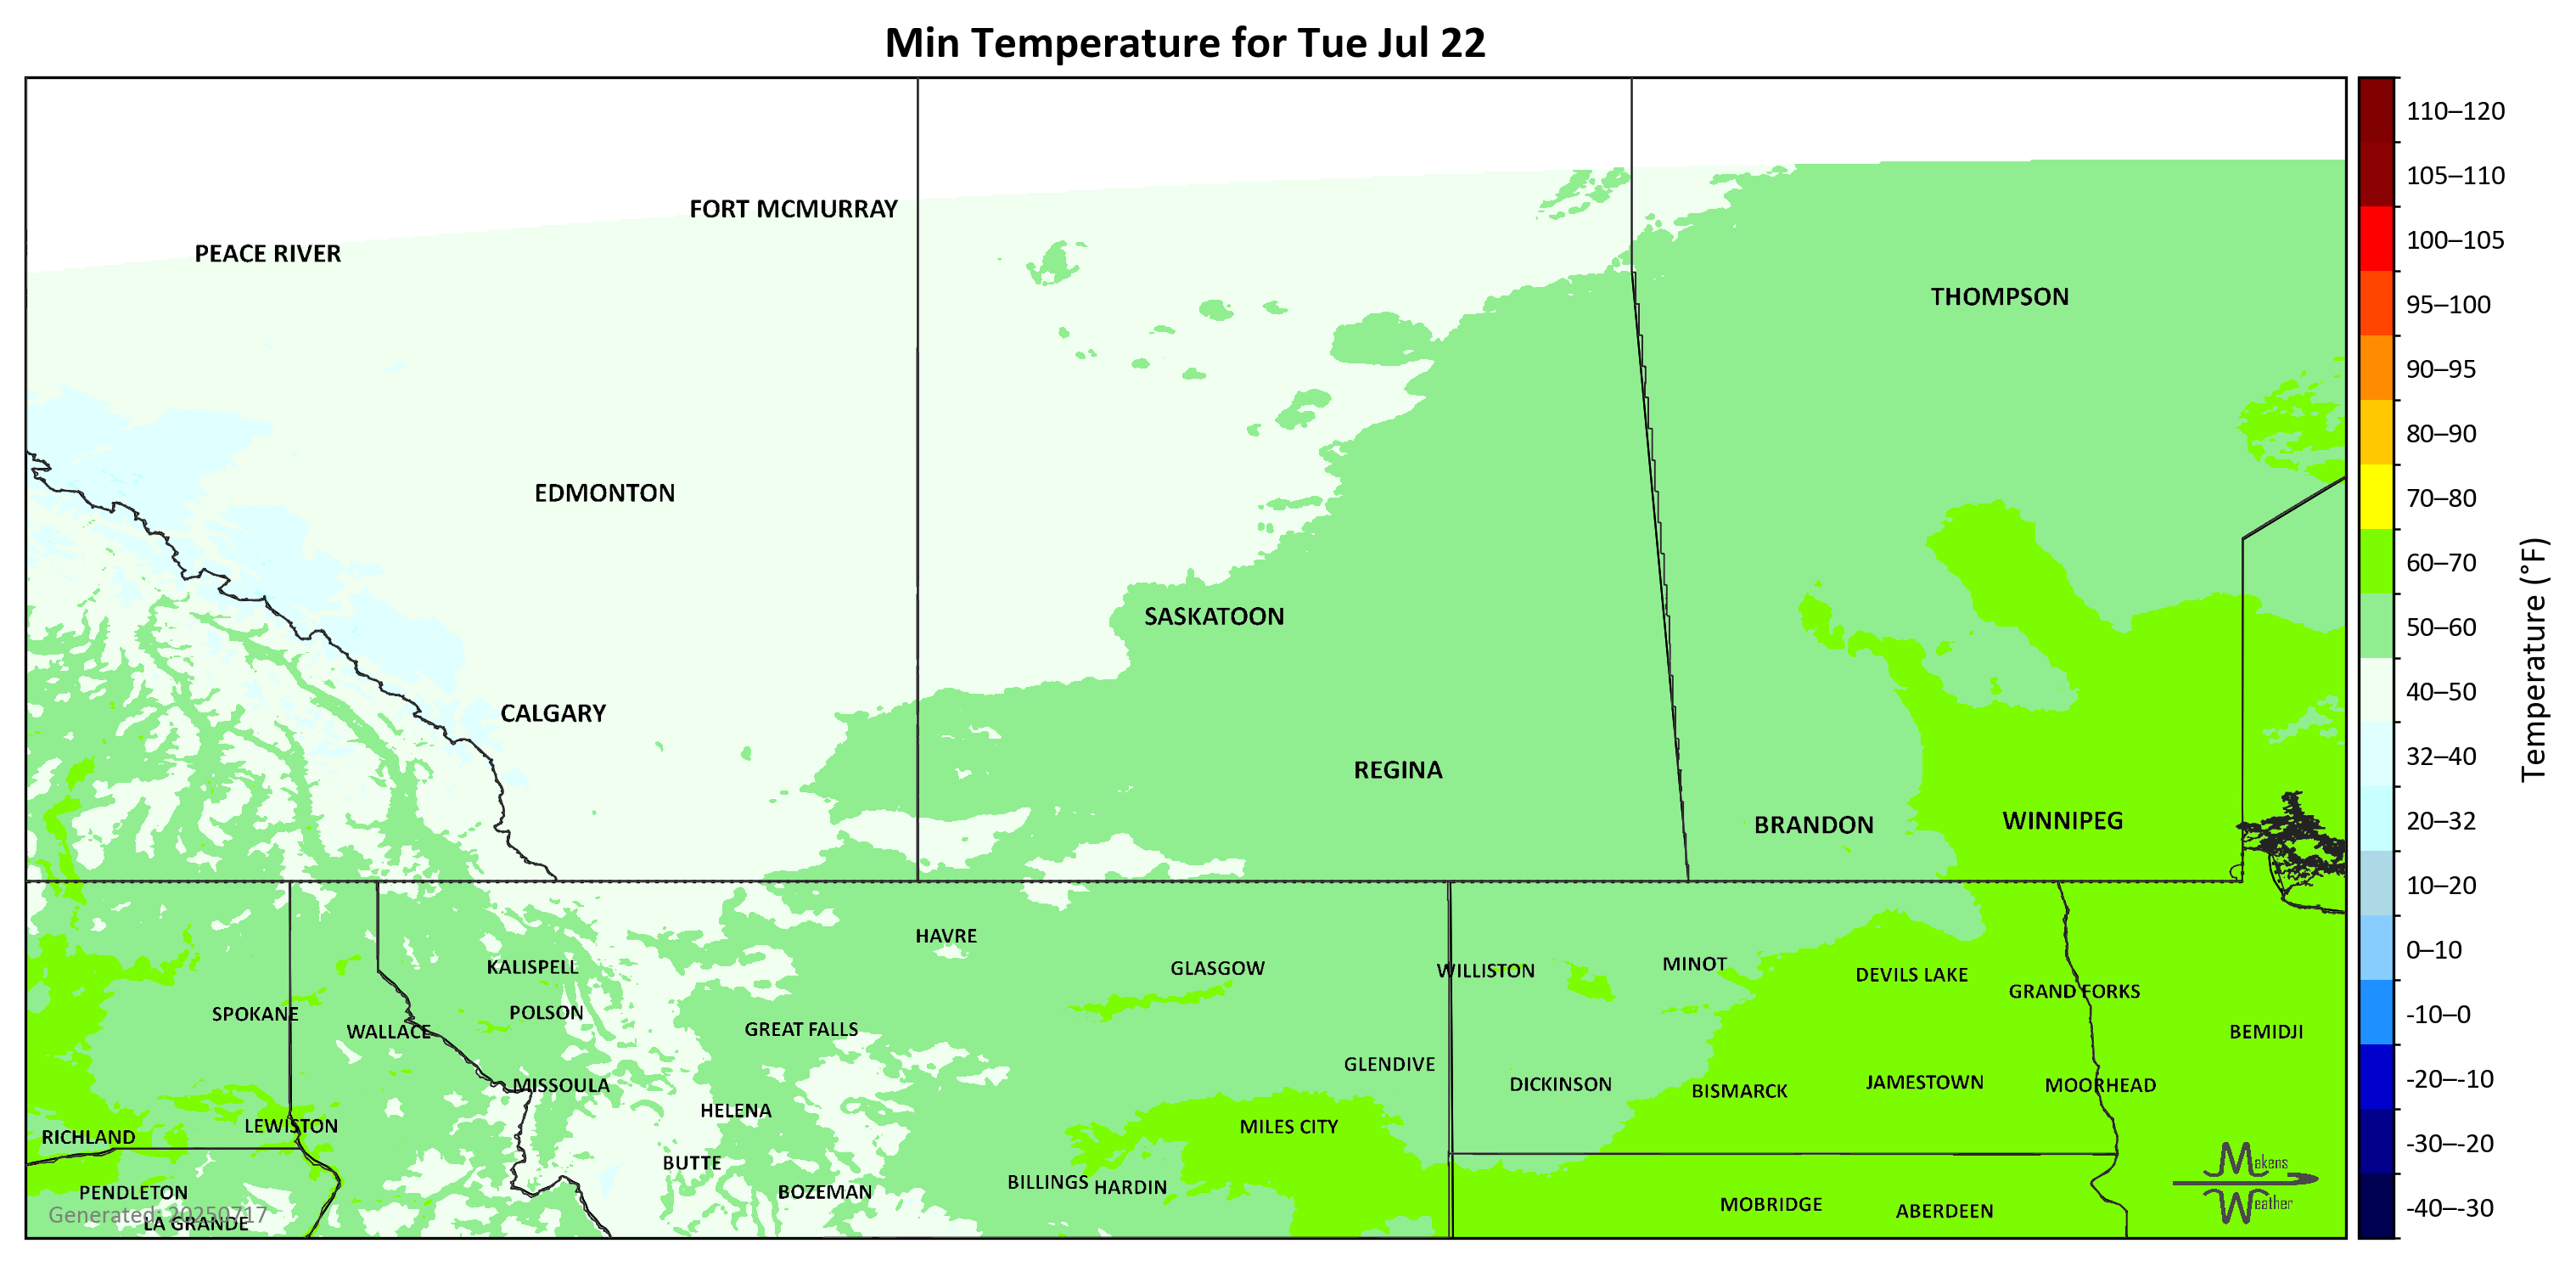 Min Temperature for Tue Jul 22
FORT MCMURRAY
PEACE RIVER
THOMPSON
EDMONTON
SASKATOON
CALGARY
REGINA
BRANDON
WINNIPEG
HAVRE
KALISPELL
GLASGOW
WILLISTON
MINOT
DEVILS LAKE
GRAND FORKS
SPOKANE
POLSON
WALLACE
GREAT FALLS
BEMIDJI
GLENDIVE
MISSOULA
DICKINSON
BISMARCK
JAMESTOWN
MOORHEAD
HELENA
LEWISTON
MILES CITY
RICHLAND
BUTTE
BILLINGS
HARDIN
BOZEMAN
PENDLETON
MOBRIDGE
ABERDEEN
LA GRANDE
Generated: 20250717
Makens
Weather
110–120
105–110
100–105
95–100
90–95
80–90
70–80
60–70
50–60
40–50
32–40
20–32
10–20
0–10
-10–0
-20–-10
-30–-20
-40–-30
Temperature (°F)